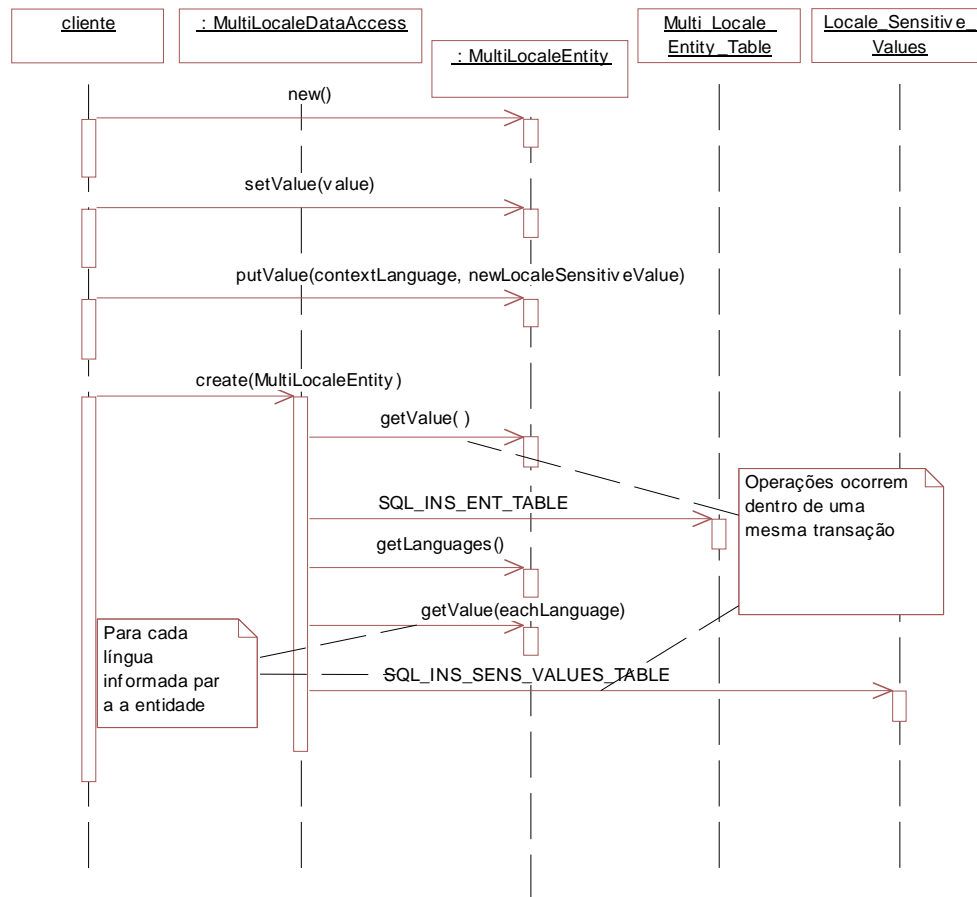 cliente
: MultiLocaleDataAccess
: MultiLocaleEntity
Multi_Locale_
Entity_Table
Locale_Sensitive_
Values
new()
setValue(value)
putValue(contextLanguage, newLocaleSensitiveValue)
create(MultiLocaleEntity)
getValue( )
Operações ocorrem
dentro de uma
mesma transação
SQL_INS_ENT_TABLE
getLanguages()
getValue(eachLanguage)
Para cada
língua
informada par
a a entidade
SQL_INS_SENS_VALUES_TABLE